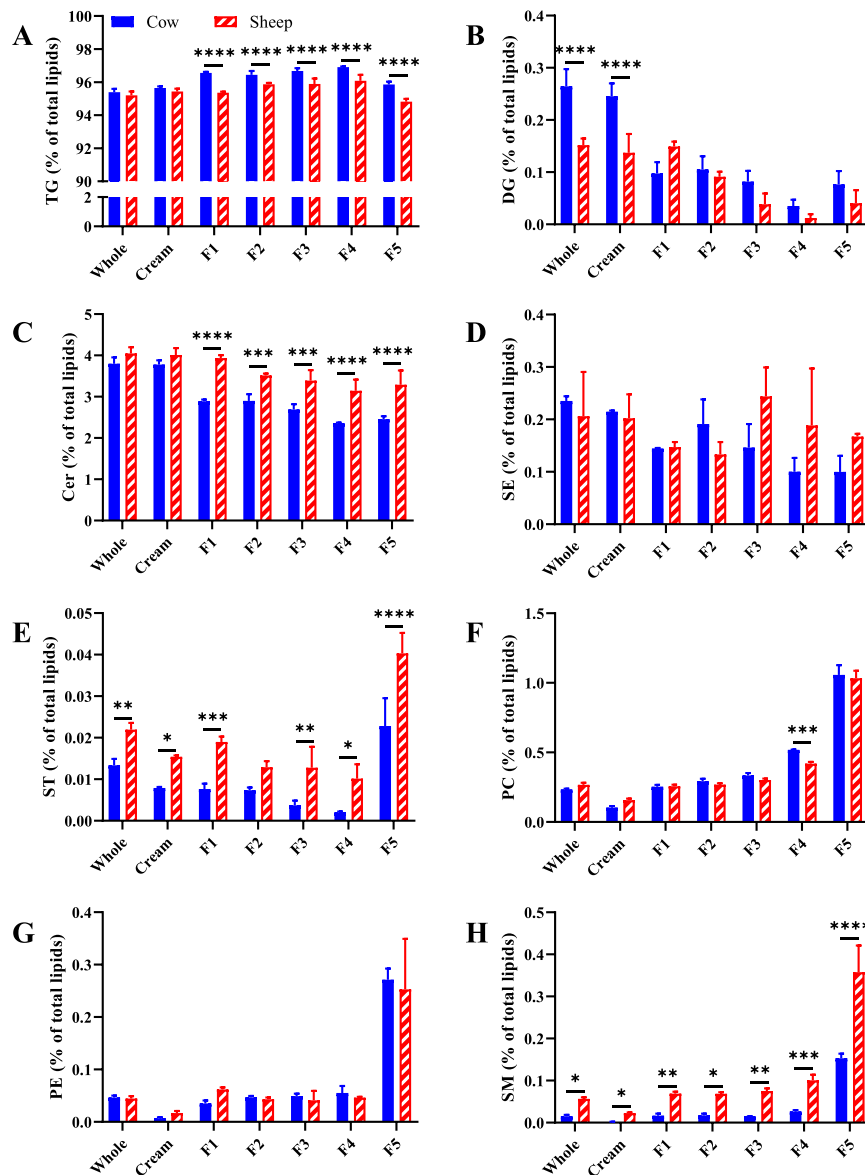 A
Cow
Sheep
TG (% of total lipids)
100
98
96
94
92
90
2
0
**** **** **** **** ****
Whole Cream F1 F2 F3 F4 F5
B
DG (% of total lipids)
0.4
0.3
0.2
0.1
0.0
**** ****
Whole Cream F1 F2 F3 F4 F5
C
Cer (% of total lipids)
5
4
3
2
1
0
**** *** *** **** ****
Whole Cream F1 F2 F3 F4 F5
D
SE (% of total lipids)
0.4
0.3
0.2
0.1
0.0
Whole Cream F1 F2 F3 F4 F5
E
ST (% of total lipids)
0.05
0.04
0.03
0.02
0.01
0.00
** * *** ** * ****
Whole Cream F1 F2 F3 F4 F5
F
PC (% of total lipids)
1.5
1.0
0.5
0.0
***
Whole Cream F1 F2 F3 F4 F5
G
PE (% of total lipids)
0.4
0.3
0.2
0.1
0.0
Whole Cream F1 F2 F3 F4 F5
H
SM (% of total lipids)
0.5
0.4
0.3
0.2
0.1
0.0
* * ** * ** *** ****
Whole Cream F1 F2 F3 F4 F5